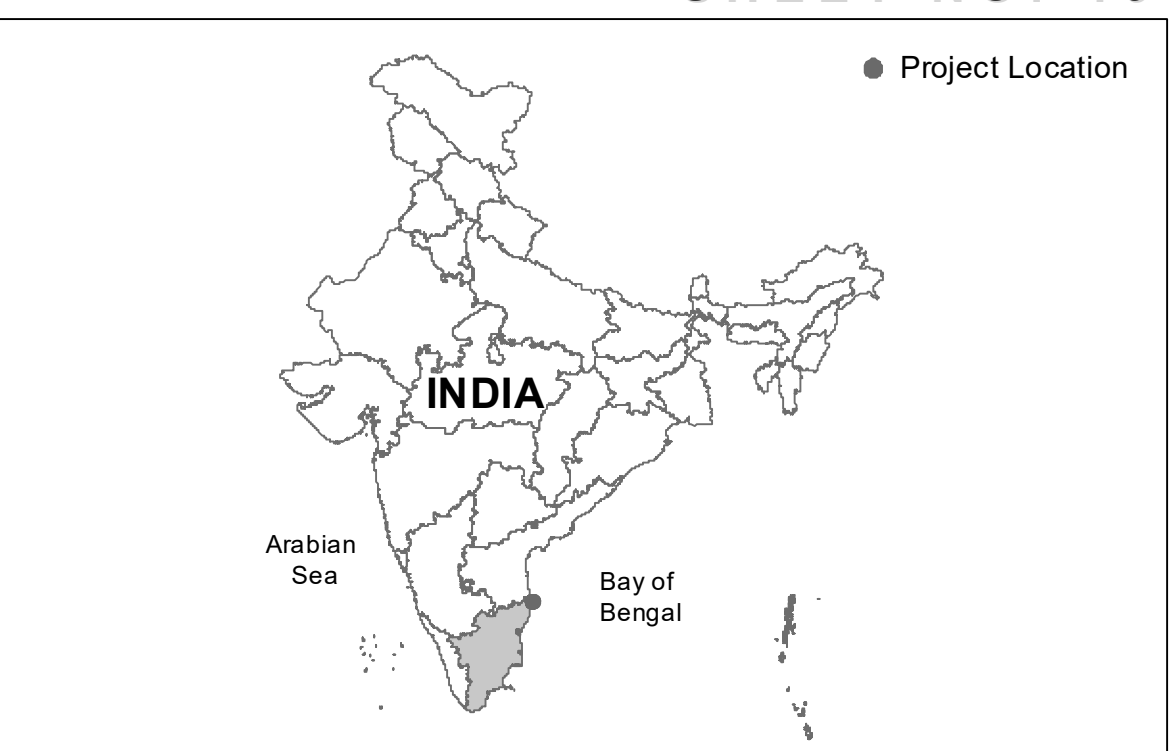 Project Location
INDIA
Arabian
Sea
Bay of
Bengal